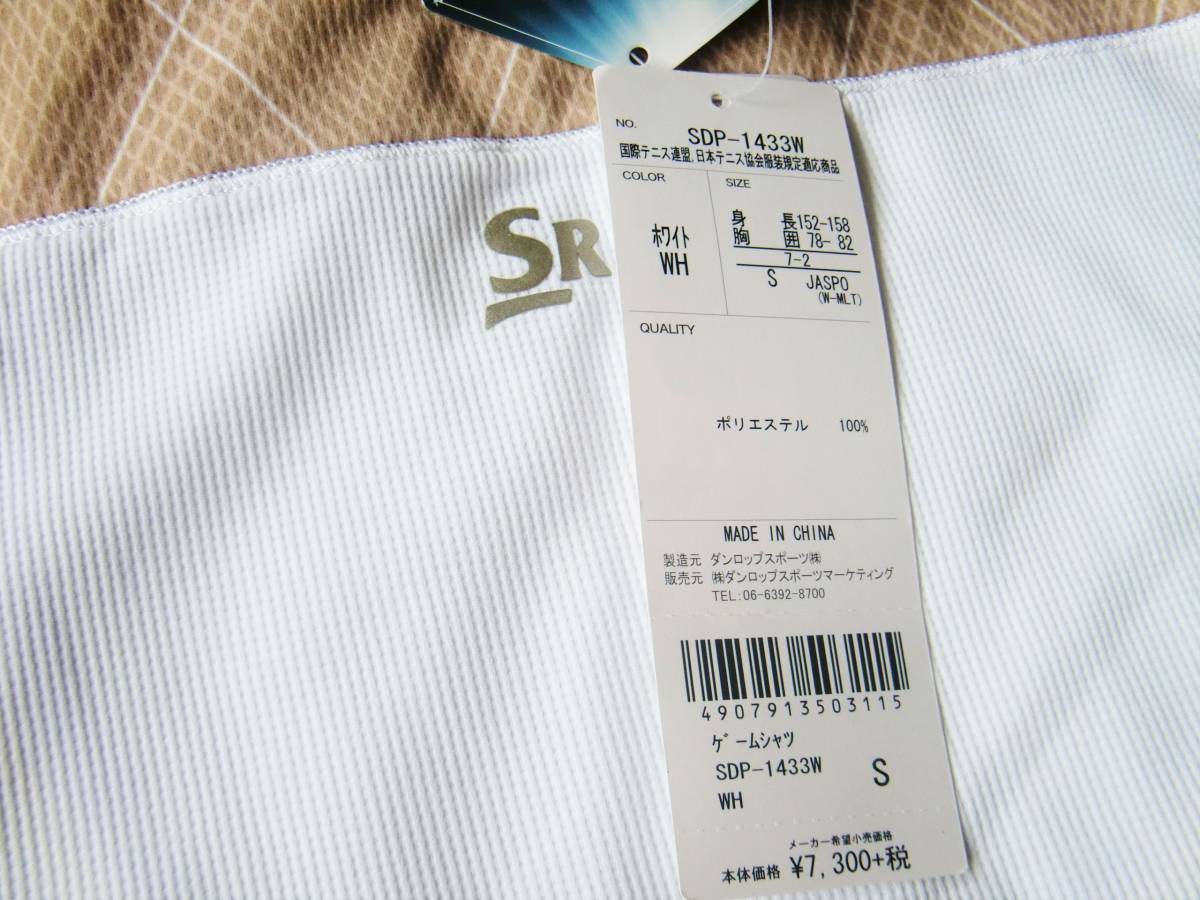 SR
NO.
SDP-1433W
国際テニス連盟,日本テニス協会服装規定適応商品
COLOR
SIZE
ホワイト
WH
身 長152-158
胸 囲 78- 82
7-2
S JASPO
(W-MLT)
QUALITY
ポリエステル 100%
MADE IN CHINA
製造元 ダンロップスポーツ㈱
販売元 ㈱ダンロップスポーツマーケティング
TEL:06-6392-8700
4907913503115
ゲームシャツ
SDP-1433W S
WH
メーカー希望小売価格
本体価格 ¥7,300+税